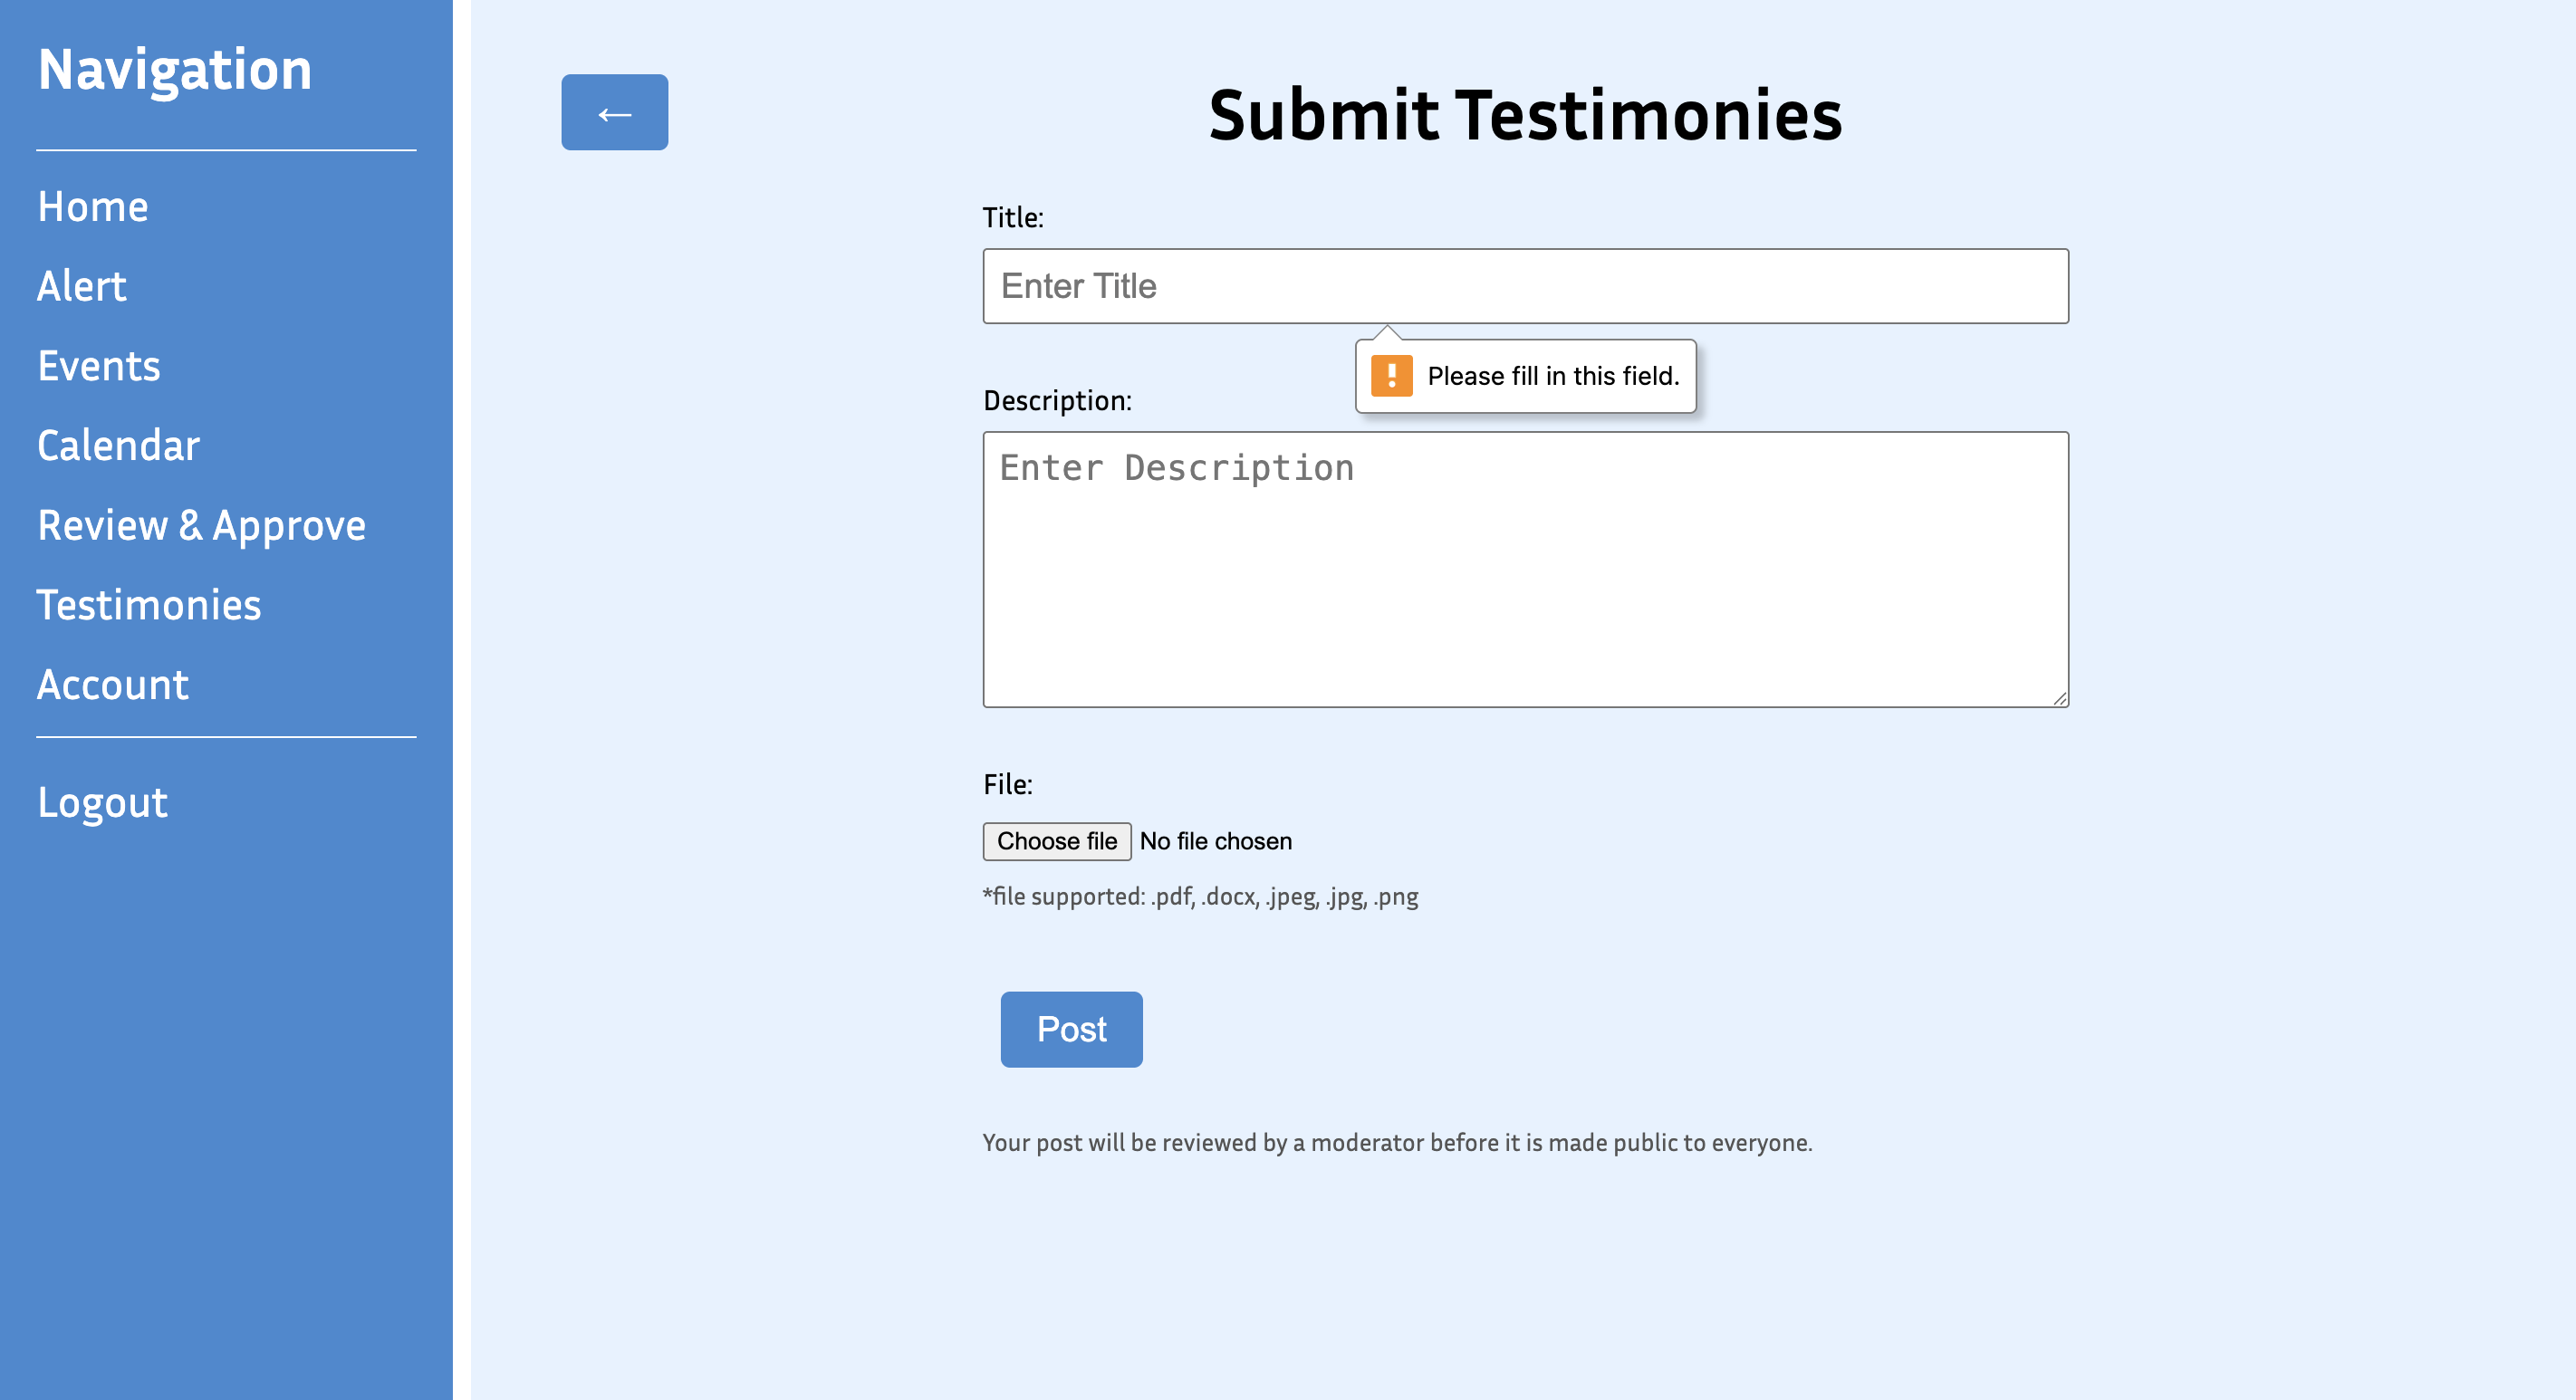 Navigation
Home
Alert
Events
Calendar
Review & Approve
Testimonies
Account
Logout
←
Submit Testimonies
Title:
Enter Title
Please fill in this field.
Description:
Enter Description
File:
Choose file No file chosen
*file supported: .pdf, .docx, .jpeg, .jpg, .png
Post
Your post will be reviewed by a moderator before it is made public to everyone.